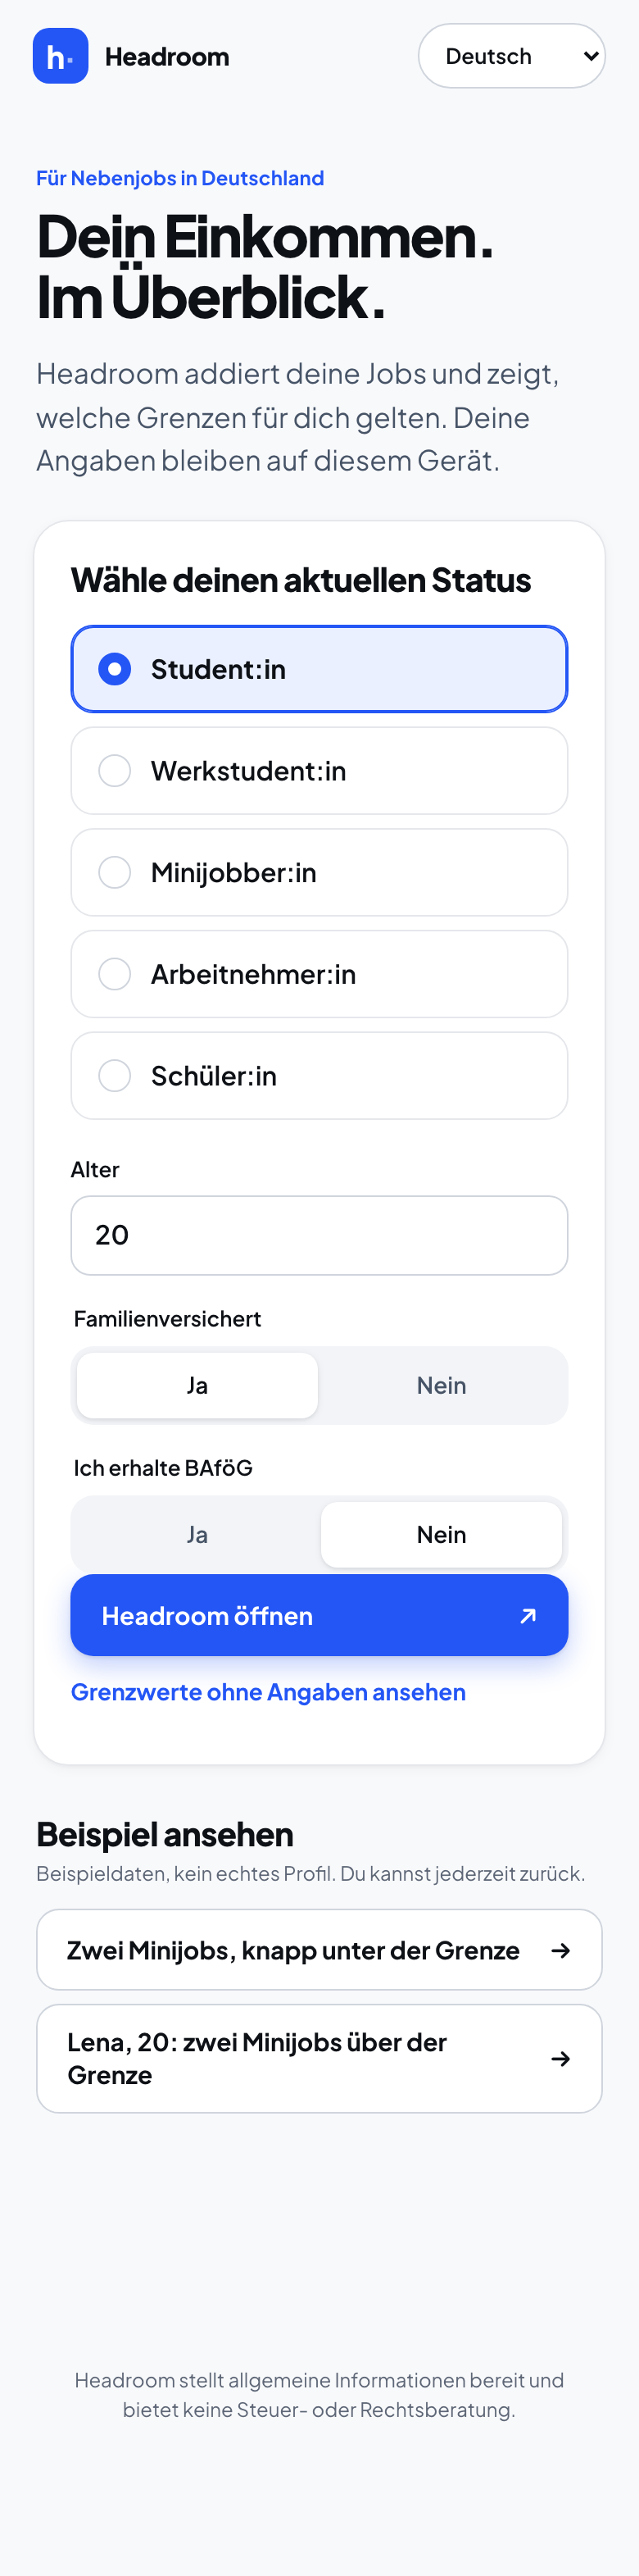 h.
Headroom
Deutsch
Für Nebenjobs in Deutschland
Dein Einkommen.
Im Überblick.
Headroom addiert deine Jobs und zeigt,
welche Grenzen für dich gelten. Deine
Angaben bleiben auf diesem Gerät.
Wähle deinen aktuellen Status
Student:in
Werkstudent:in
Minijobber:in
Arbeitnehmer:in
Schüler:in
Alter
20
Familienversichert
Ja Nein
Ich erhalte BAföG
Ja Nein
Headroom öffnen
Grenzwerte ohne Angaben ansehen
Beispiel ansehen
Beispieldaten, kein echtes Profil. Du kannst jederzeit zurück.
Zwei Minijobs, knapp unter der Grenze
Lena, 20: zwei Minijobs über der
Grenze
Headroom stellt allgemeine Informationen bereit und
bietet keine Steuer- oder Rechtsberatung.